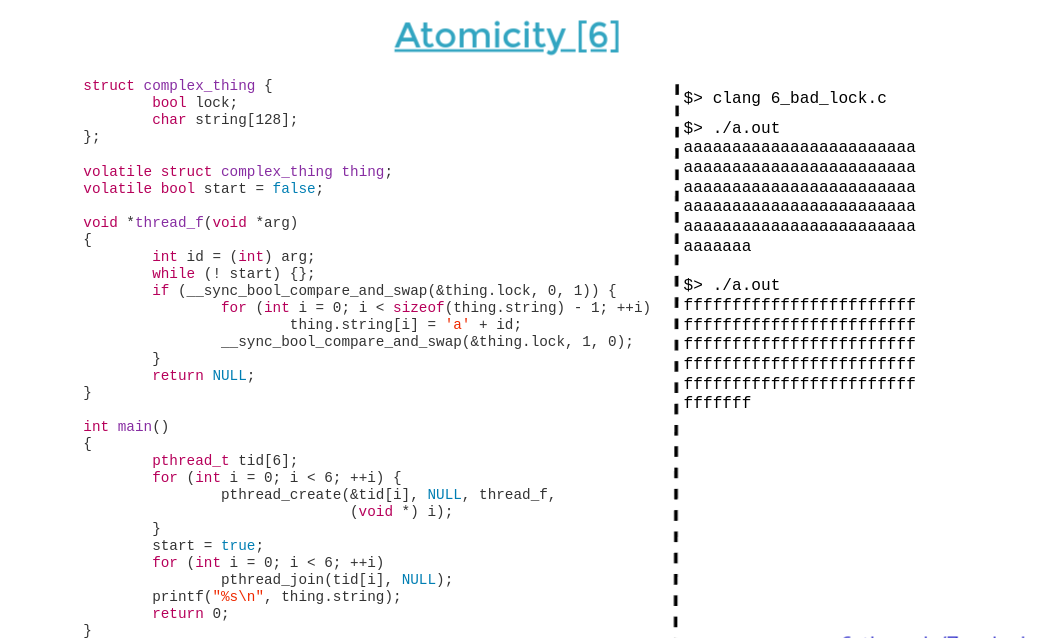 Atomicity [6]
struct complex_thing {
        bool lock;
        char string[128];
};
volatile struct complex_thing thing;
volatile bool start = false;
void *thread_f(void *arg)
{
        int id = (int) arg;
        while (! start) {};
        if (__sync_bool_compare_and_swap(&thing.lock, 0, 1)) {
                for (int i = 0; i < sizeof(thing.string) - 1; ++i)
                        thing.string[i] = 'a' + id;
                __sync_bool_compare_and_swap(&thing.lock, 1, 0);
        }
        return NULL;
}
int main()
{
        pthread_t tid[6];
        for (int i = 0; i < 6; ++i) {
                pthread_create(&tid[i], NULL, thread_f,
                               (void *) i);
        }
        start = true;
        for (int i = 0; i < 6; ++i)
                pthread_join(tid[i], NULL);
        printf("%s\n", thing.string);
        return 0;
}
$> clang 6_bad_lock.c
$> ./a.out
aaaaaaaaaaaaaaaaaaaaaaaa
aaaaaaaaaaaaaaaaaaaaaaaa
aaaaaaaaaaaaaaaaaaaaaaaa
aaaaaaaaaaaaaaaaaaaaaaaa
aaaaaaaaaaaaaaaaaaaaaaaa
aaaaaaa
$> ./a.out
ffffffffffffffffffffffff
ffffffffffffffffffffffff
ffffffffffffffffffffffff
ffffffffffffffffffffffff
ffffffffffffffffffffffff
fffffff